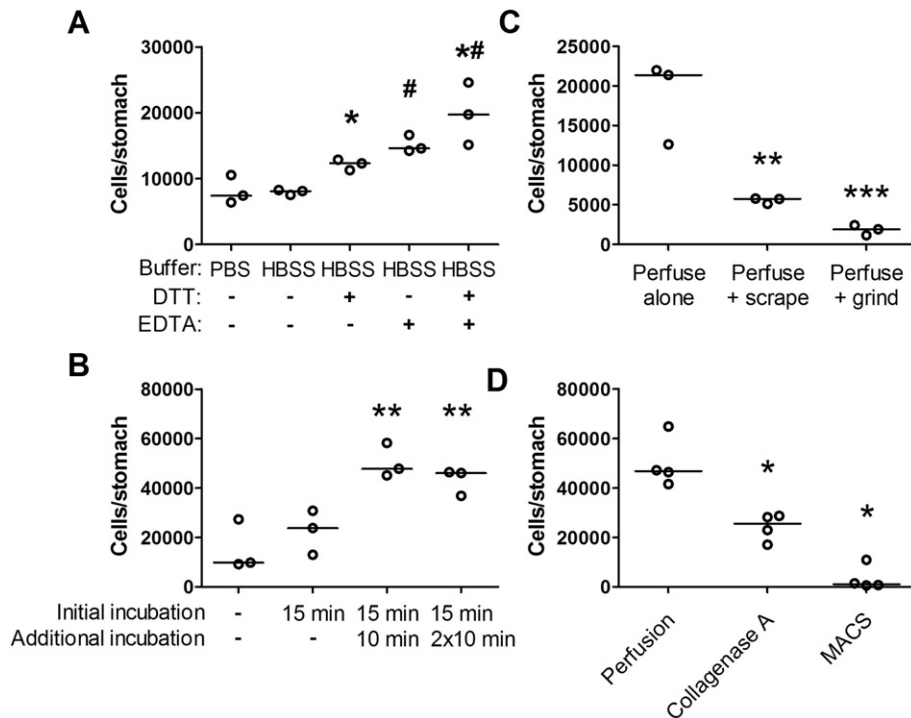 A
Cells/stomach
30000
20000
10000
0
* # *#
Buffer: PBS HBSS HBSS HBSS HBSS
DTT: - - + - +
EDTA: - - - + +
B
Cells/stomach
80000
60000
40000
20000
0
** **
Initial incubation - 15 min 15 min 15 min
Additional incubation - - 10 min 2x10 min
C
Cells/stomach
25000
20000
15000
10000
5000
0
** ***
Perfuse Perfuse Perfuse
alone + scrape + grind
D
Cells/stomach
80000
60000
40000
20000
0
* *
Perfusion
Collagenase A
MACS